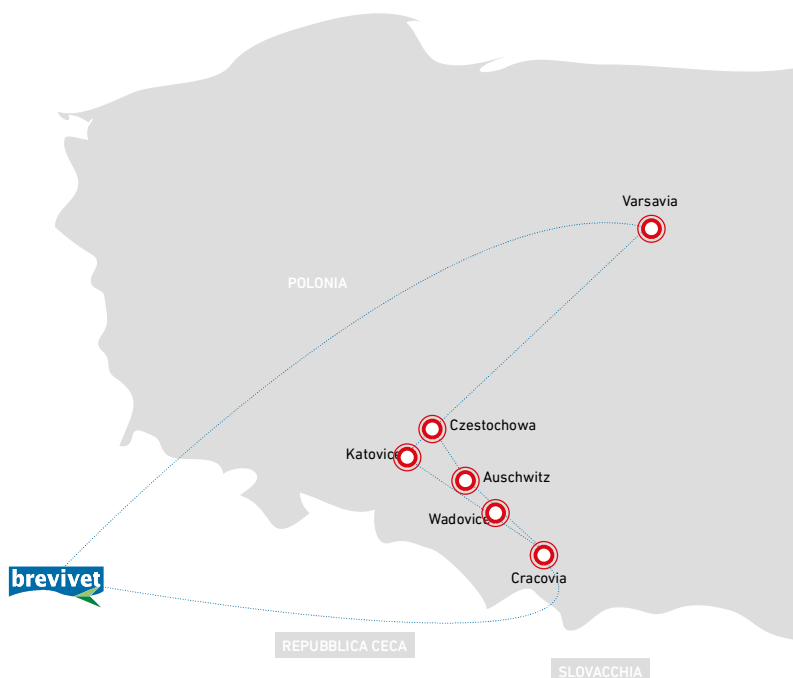 Varsavia
POLONIA
Czestochowa
Katovice
Auschwitz
Wadovice
brevivet
Cracovia
REPUBBLICA CECA
SLOVACCHIA